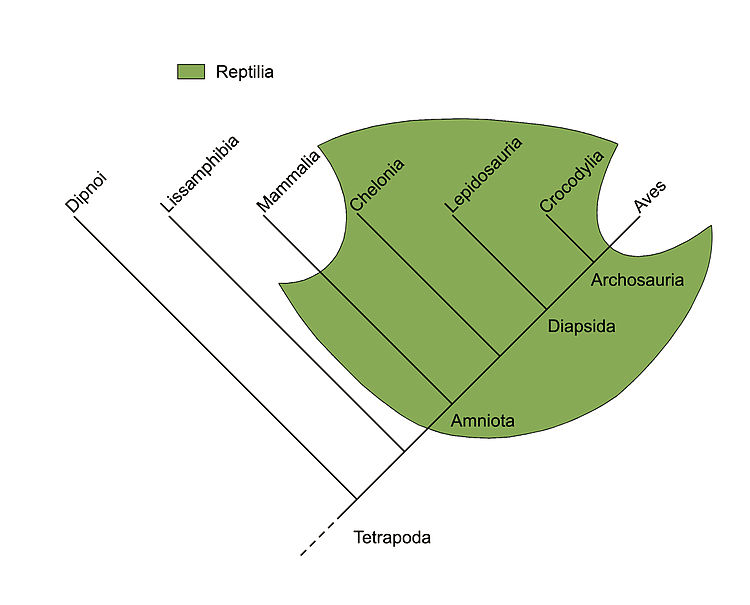 Reptilia
Dipnoi
Lissamphibia
Mammalia
Chelonia
Lepidosauria
Crocodylia
Aves
Archosauria
Diapsida
Amniota
Tetrapoda